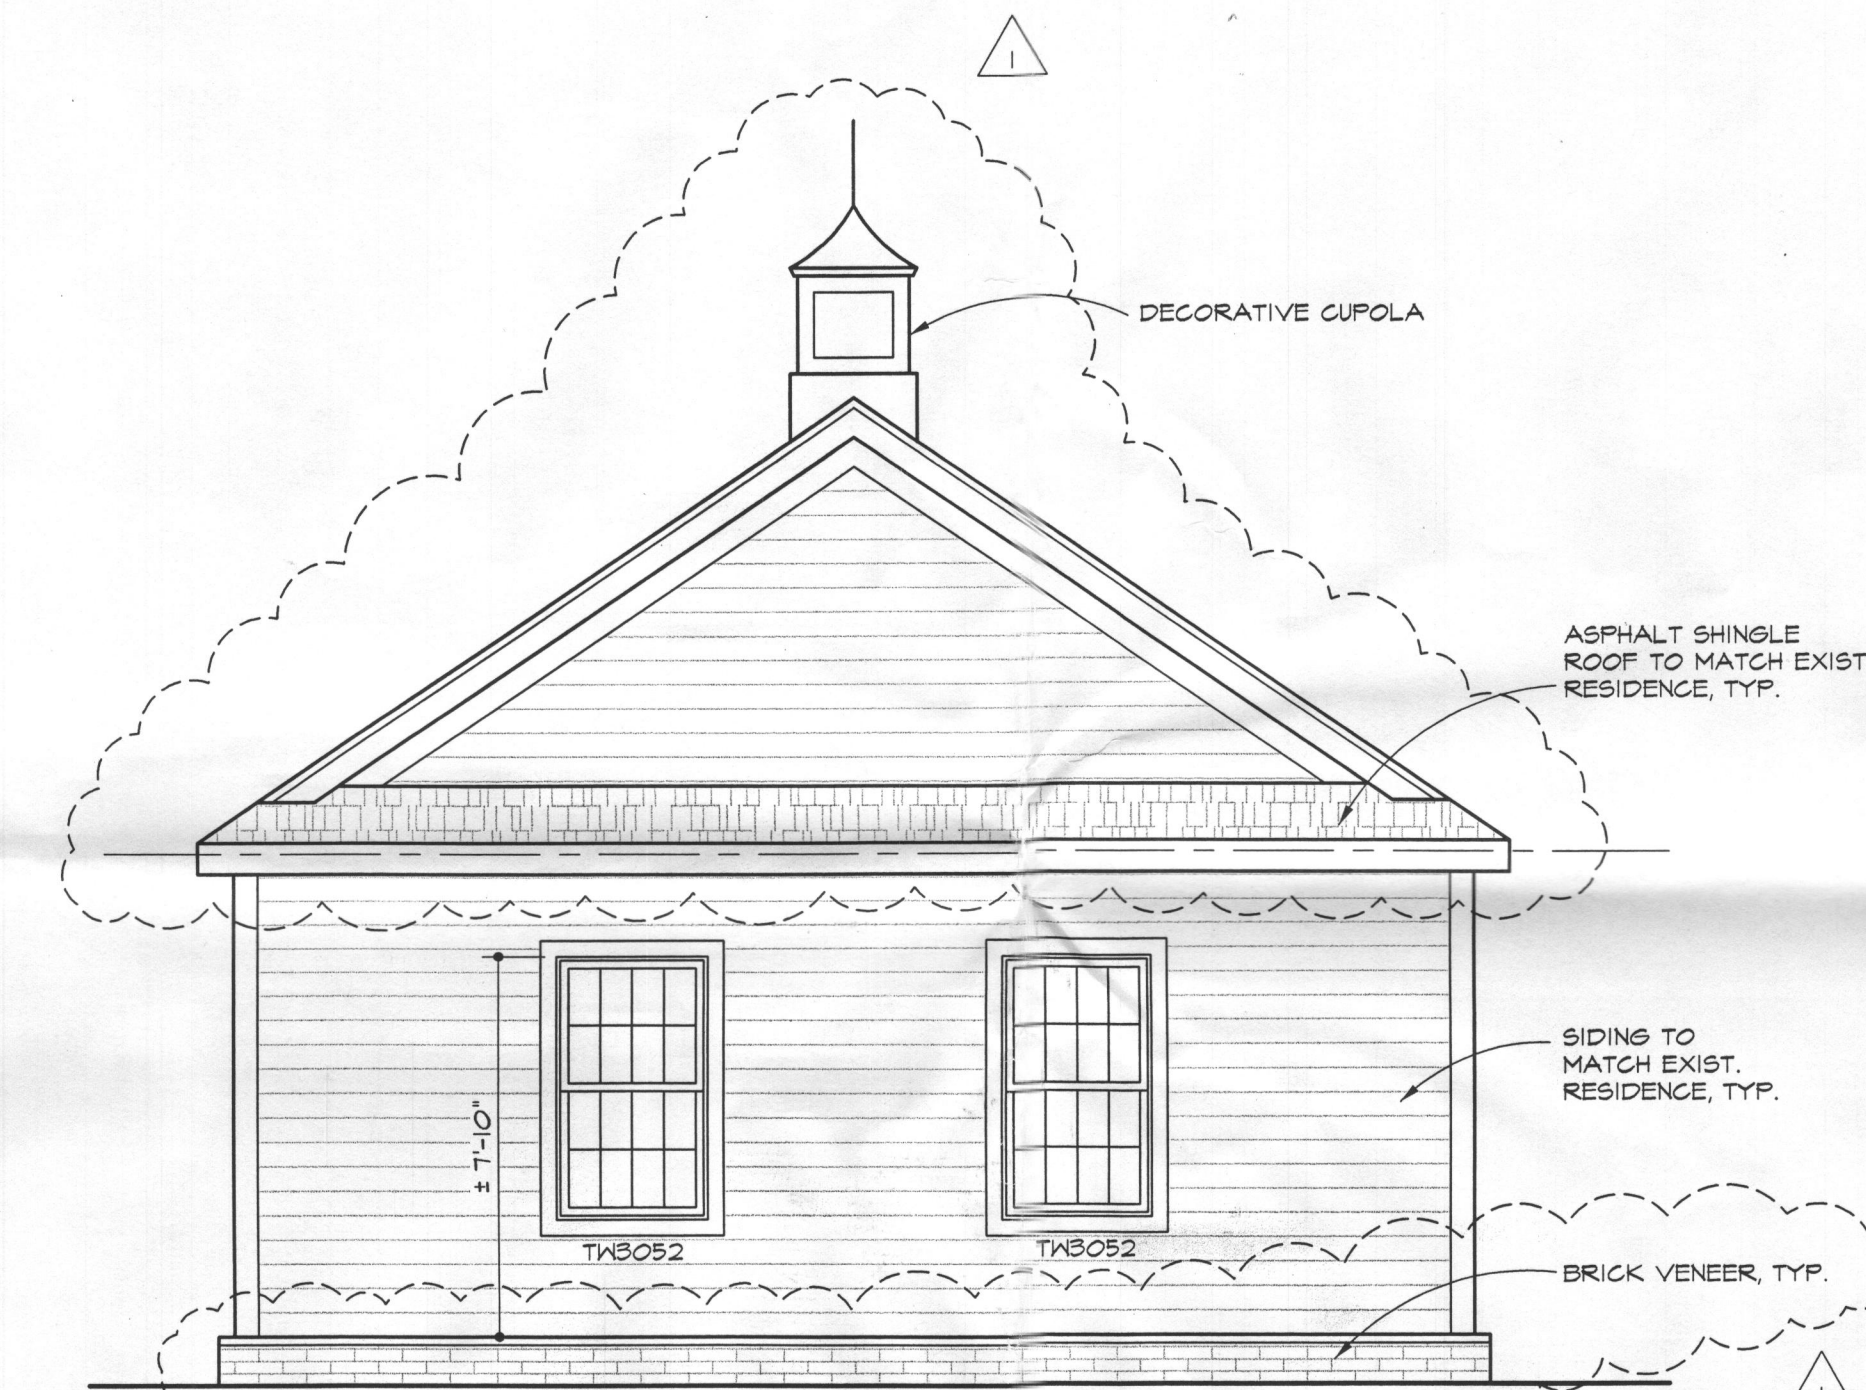 1
DECORATIVE CUPOLA
ASPHALT SHINGLE
ROOF TO MATCH EXIST
RESIDENCE, TYP.
SIDING TO
MATCH EXIST.
RESIDENCE, TYP.
± 7'-10"
TW3052
TW3052
BRICK VENEER, TYP.